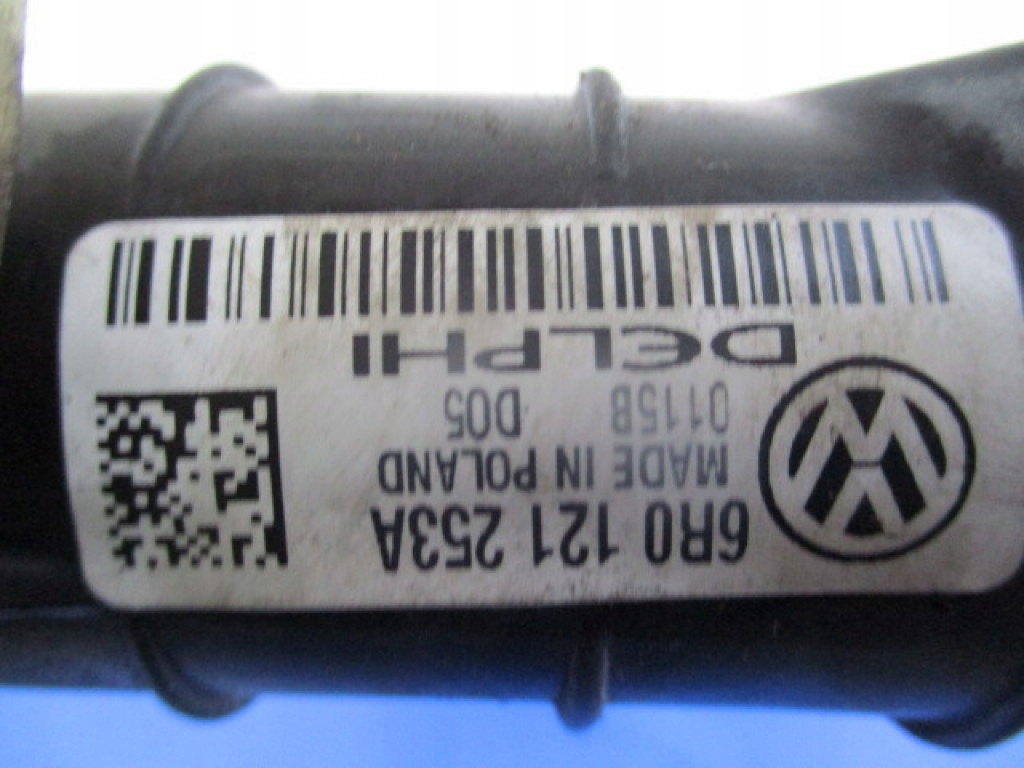 6R0 121 253A
MADE IN POLAND
0115B D05
DELPHI